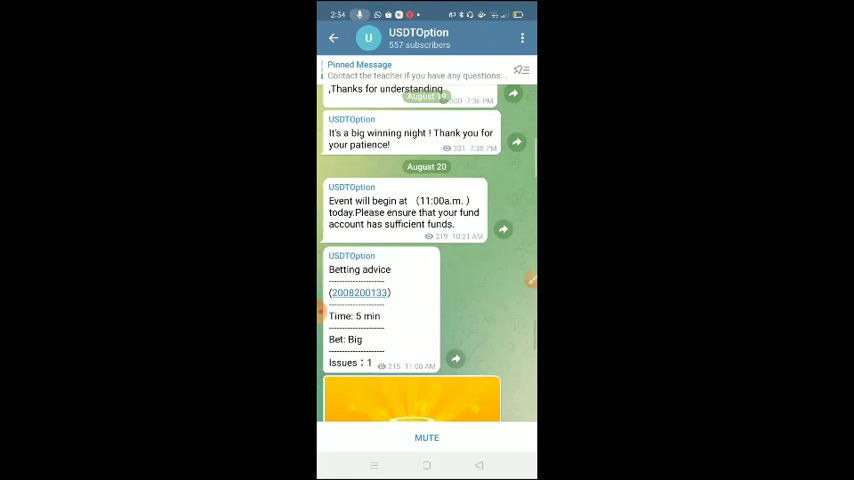 2:34
U
USDTOption
557 subscribers
Pinned Message
Contact the teacher if you have any questions:...
,Thanks for understanding
300 7:36 PM
August 19
USDTOption
It's a big winning night ! Thank you for
your patience!
301 7:38 PM
August 20
USDTOption
Event will begin at （11:00a.m. ）
today.Please ensure that your fund
account has sufficient funds.
219 10:21 AM
USDTOption
Betting advice
--------------------
(2008200133)
--------------------
Time: 5 min
--------------------
Bet: Big
--------------------
Issues：1
215 11:00 AM
MUTE